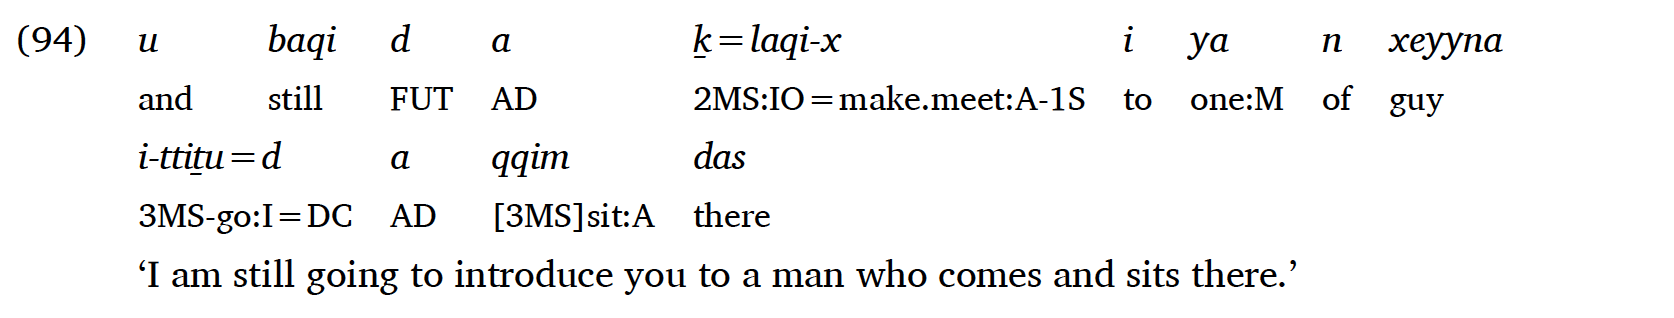 (94) u baqi d a ḵ=laqi-x i ya n xeyyna
and still FUT AD 2MS:IO=make.meet:A-1S to one:M of guy
i-ttiṯu=d a qqim das
3MS-go:I=DC AD [3MS]sit:A there
‘I am still going to introduce you to a man who comes and sits there.’